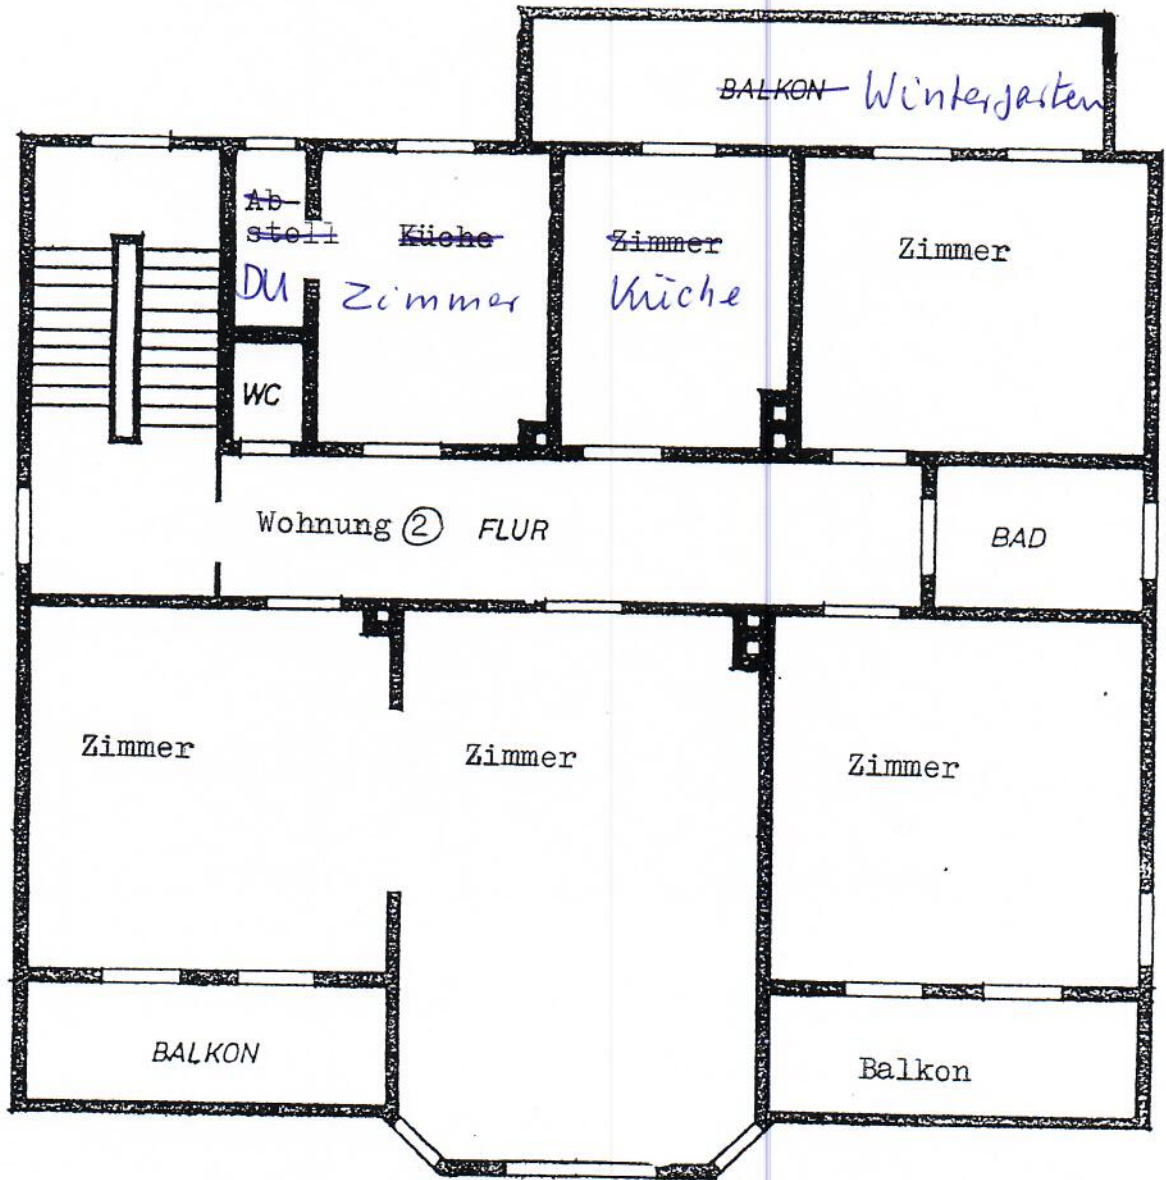 BALKON Wintergarten
Ab-
stell
Küche
Zimmer
Zimmer
DU
Zimmer
Küche
WC
Wohnung 2 FLUR
BAD
Zimmer
Zimmer
Zimmer
BALKON
Balkon